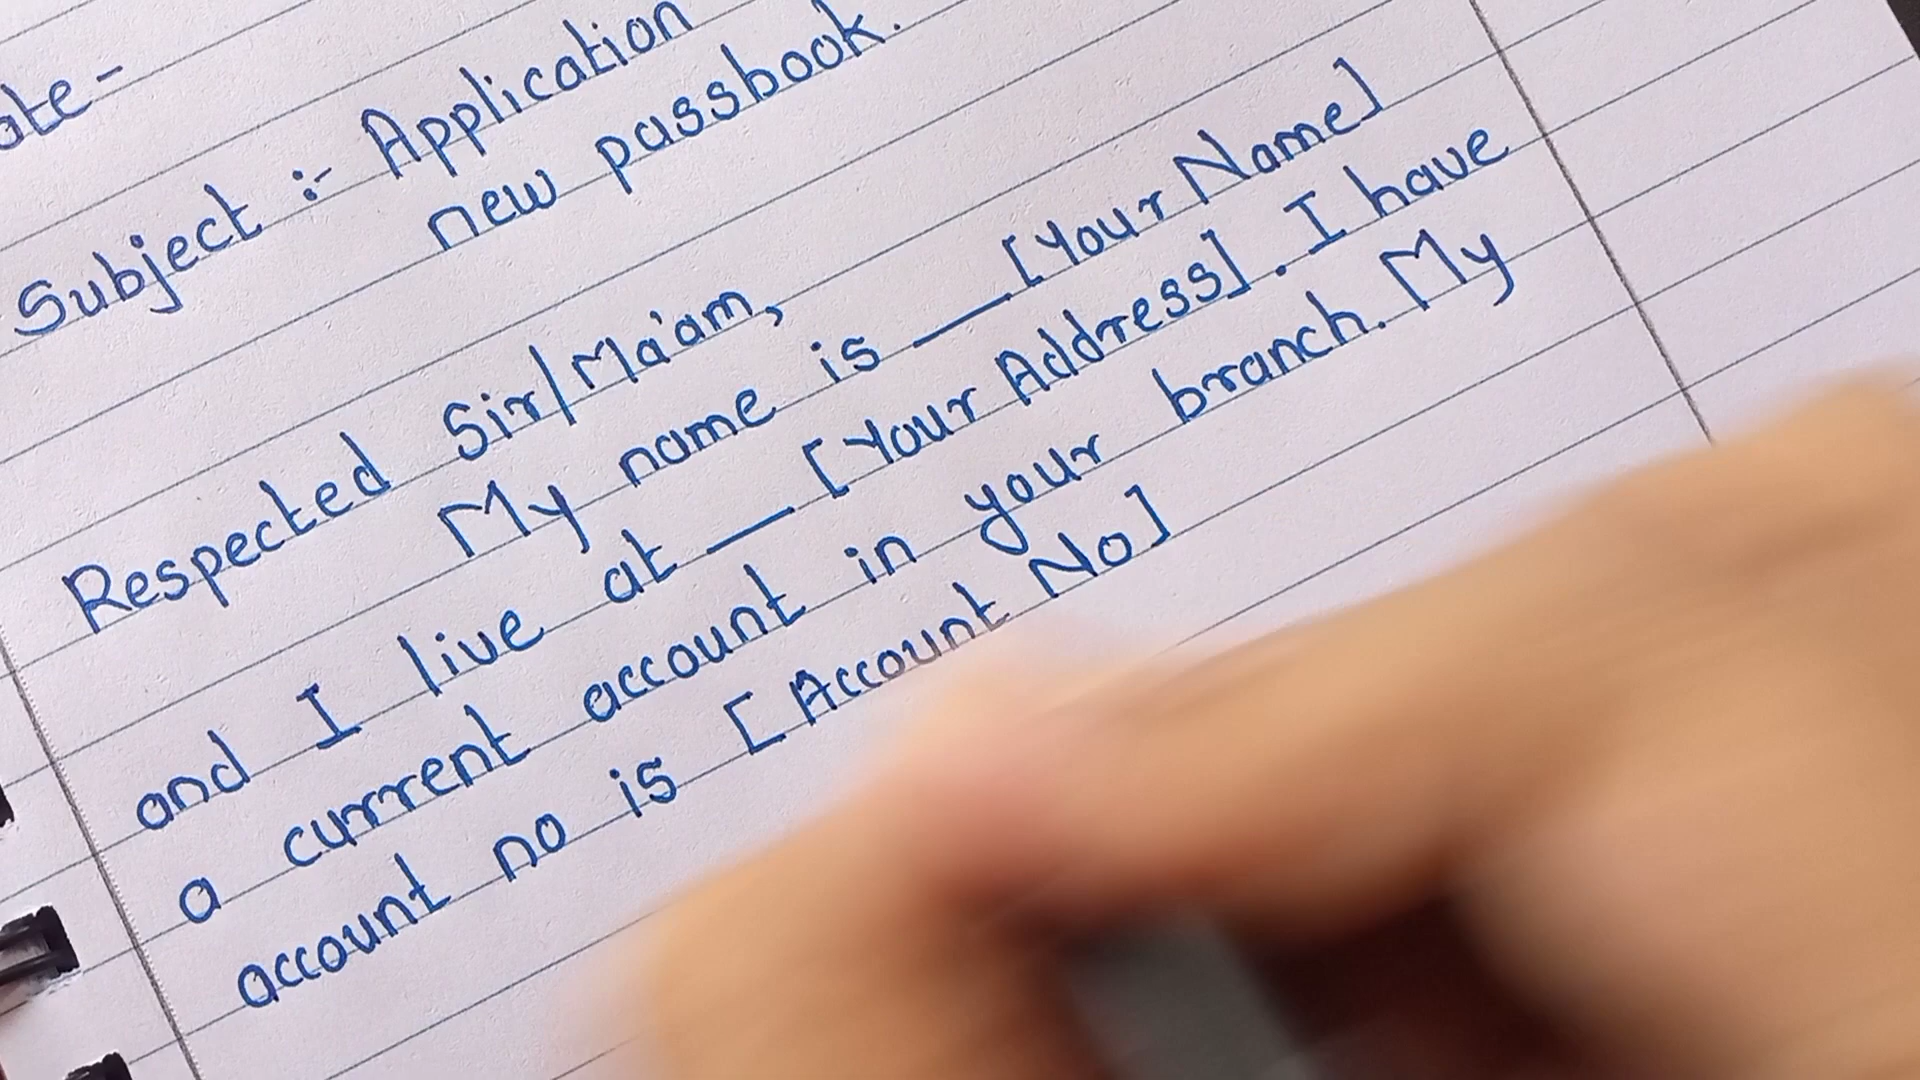 ate-
Subject :- Application
new passbook.
Respected Sir/Ma'am,
My name is ___ [Your Name]
and I live at ___ [Your Address]. I have
a current account in your branch. My
account no is [Account No]